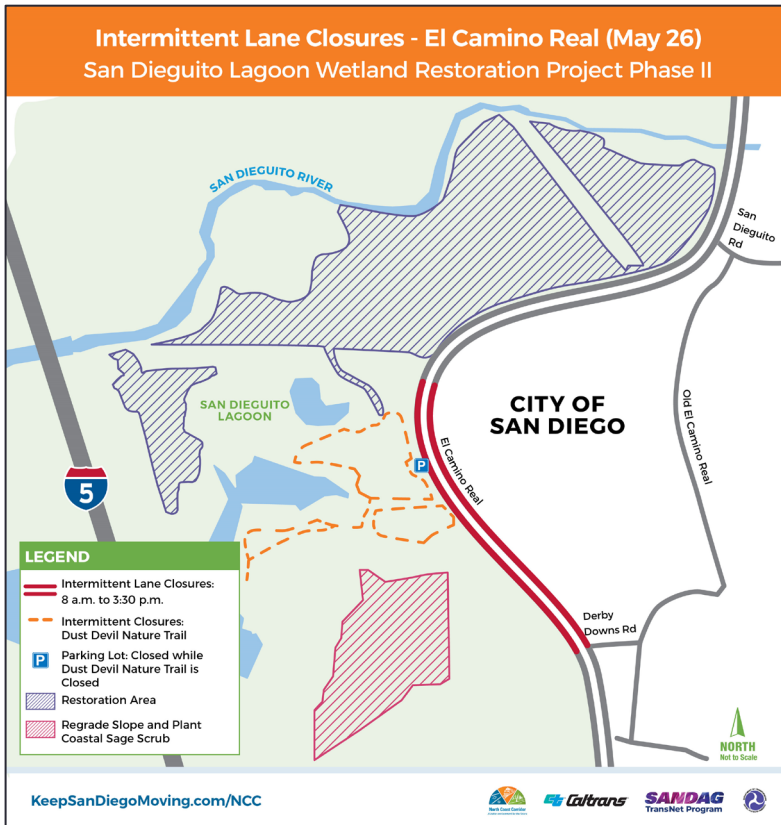 Intermittent Lane Closures - El Camino Real (May 26)
San Dieguito Lagoon Wetland Restoration Project Phase II
SAN DIEGUITO RIVER
San
Dieguito
Rd
SAN DIEGUITO
LAGOON
CITY OF
SAN DIEGO
Old El Camino Real
El Camino Real
P
5
Derby
Downs Rd
LEGEND
Intermittent Lane Closures:
8 a.m. to 3:30 p.m.
Intermittent Closures:
Dust Devil Nature Trail
P
Parking Lot: Closed while
Dust Devil Nature Trail is
Closed
Restoration Area
Regrade Slope and Plant
Coastal Sage Scrub
NORTH
Not to Scale
KeepSanDiegoMoving.com/NCC
North Coast Corridor
Caltrans
SANDAG
TransNet Program